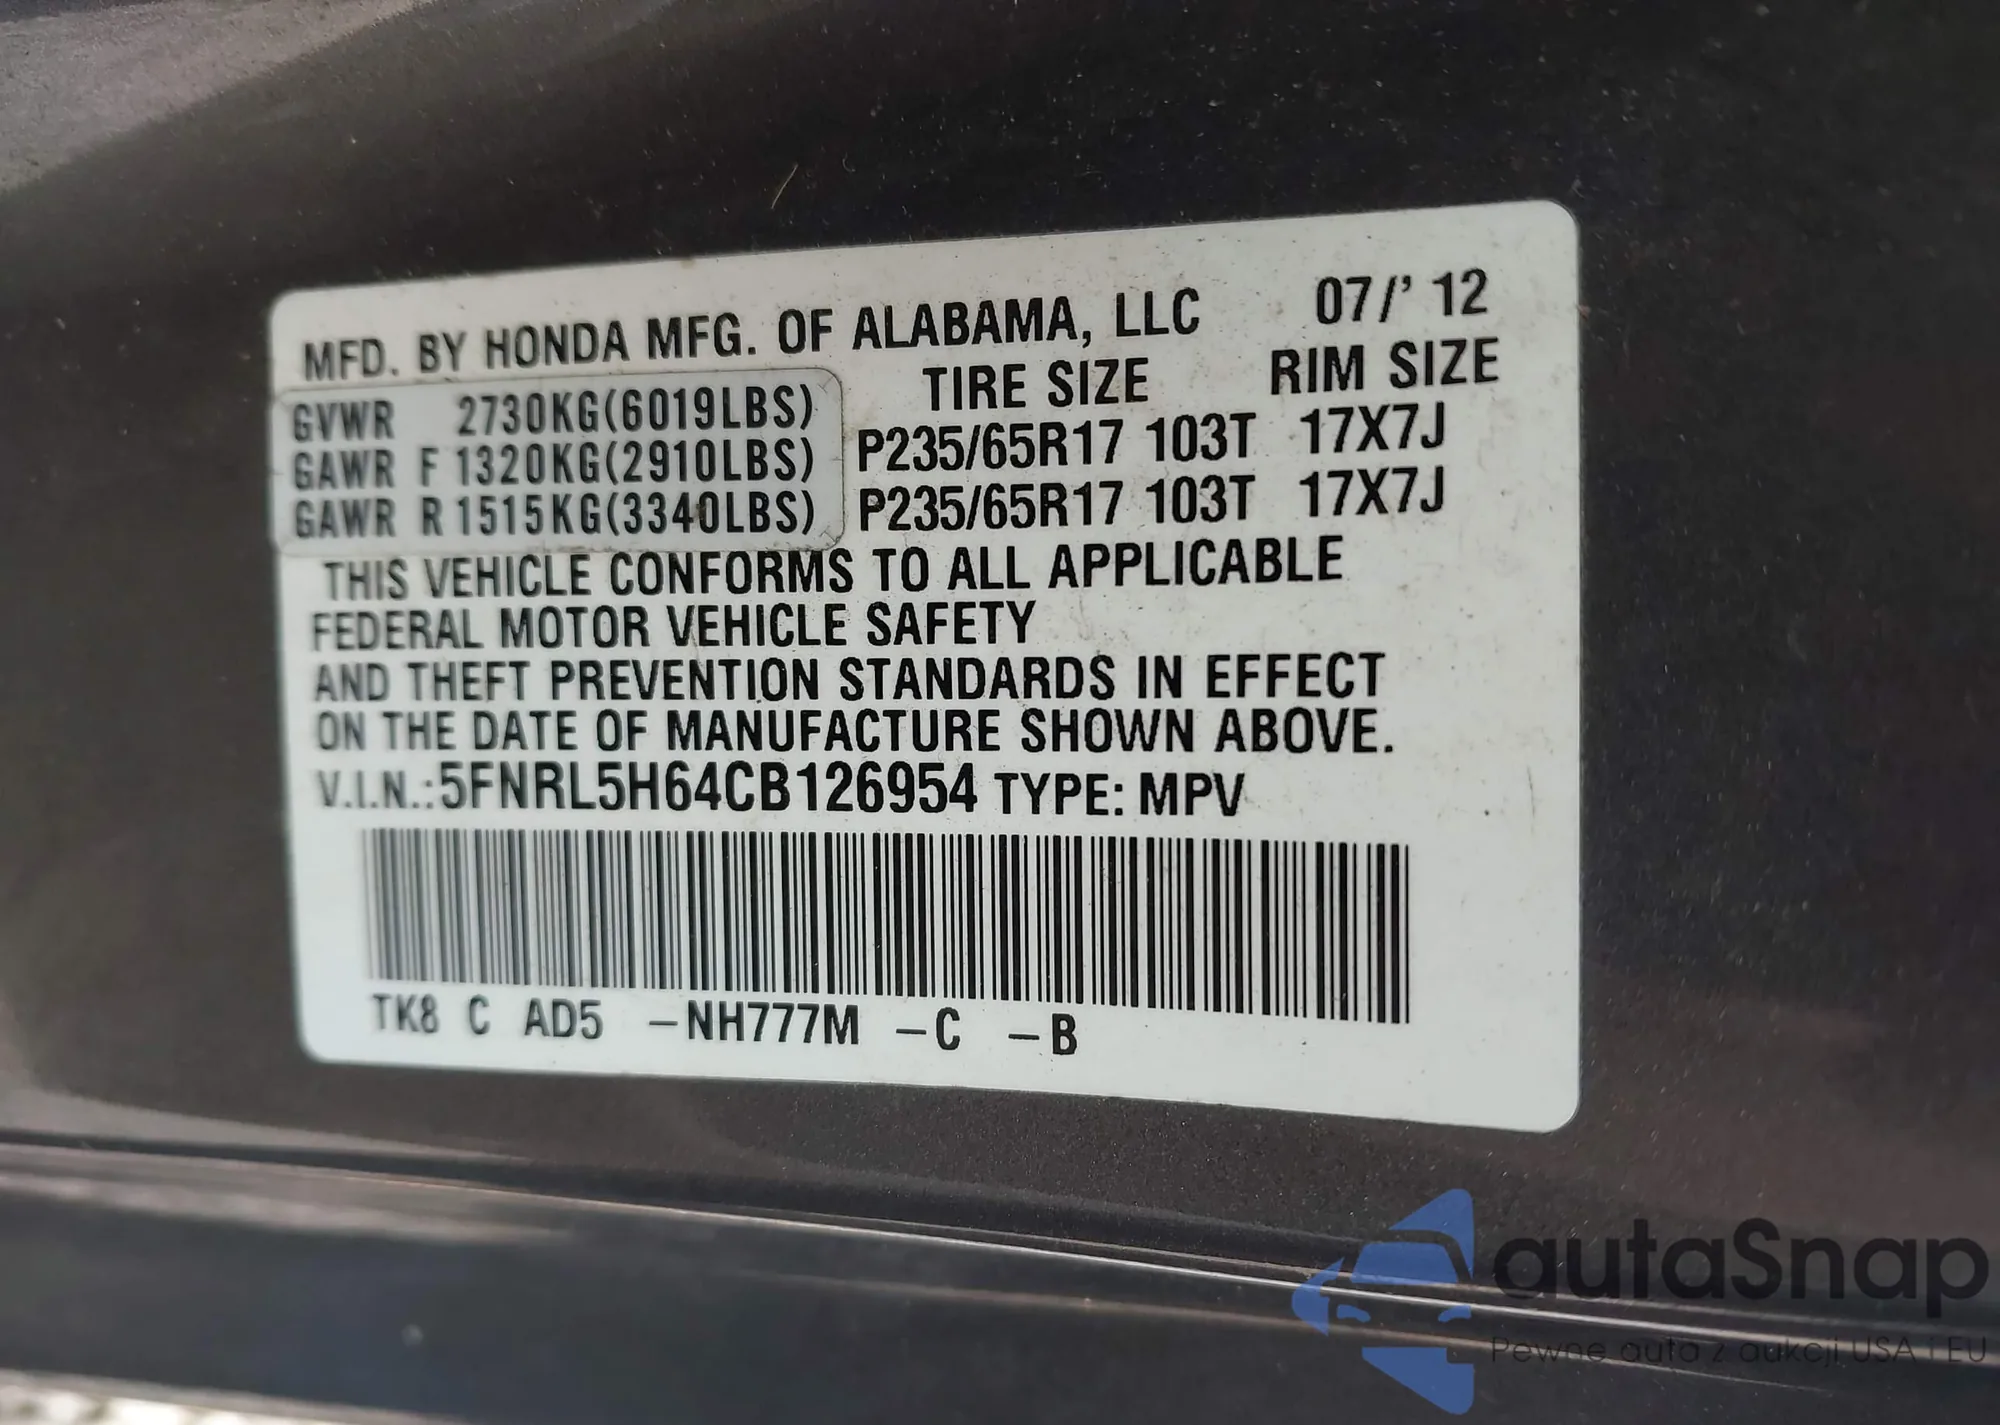 MFD. BY HONDA MFG. OF ALABAMA, LLC 07/' 12
TIRE SIZE RIM SIZE
GVWR 2730KG(6019LBS)
GAWR F 1320KG(2910LBS) P235/65R17 103T 17X7J
GAWR R 1515KG(3340LBS) P235/65R17 103T 17X7J
THIS VEHICLE CONFORMS TO ALL APPLICABLE
FEDERAL MOTOR VEHICLE SAFETY
AND THEFT PREVENTION STANDARDS IN EFFECT
ON THE DATE OF MANUFACTURE SHOWN ABOVE.
V.I.N.:5FNRL5H64CB126954 TYPE: MPV
TK8 C AD5 -NH777M -C -B
autaSnap
Pewne auta z aukcji USA i EU